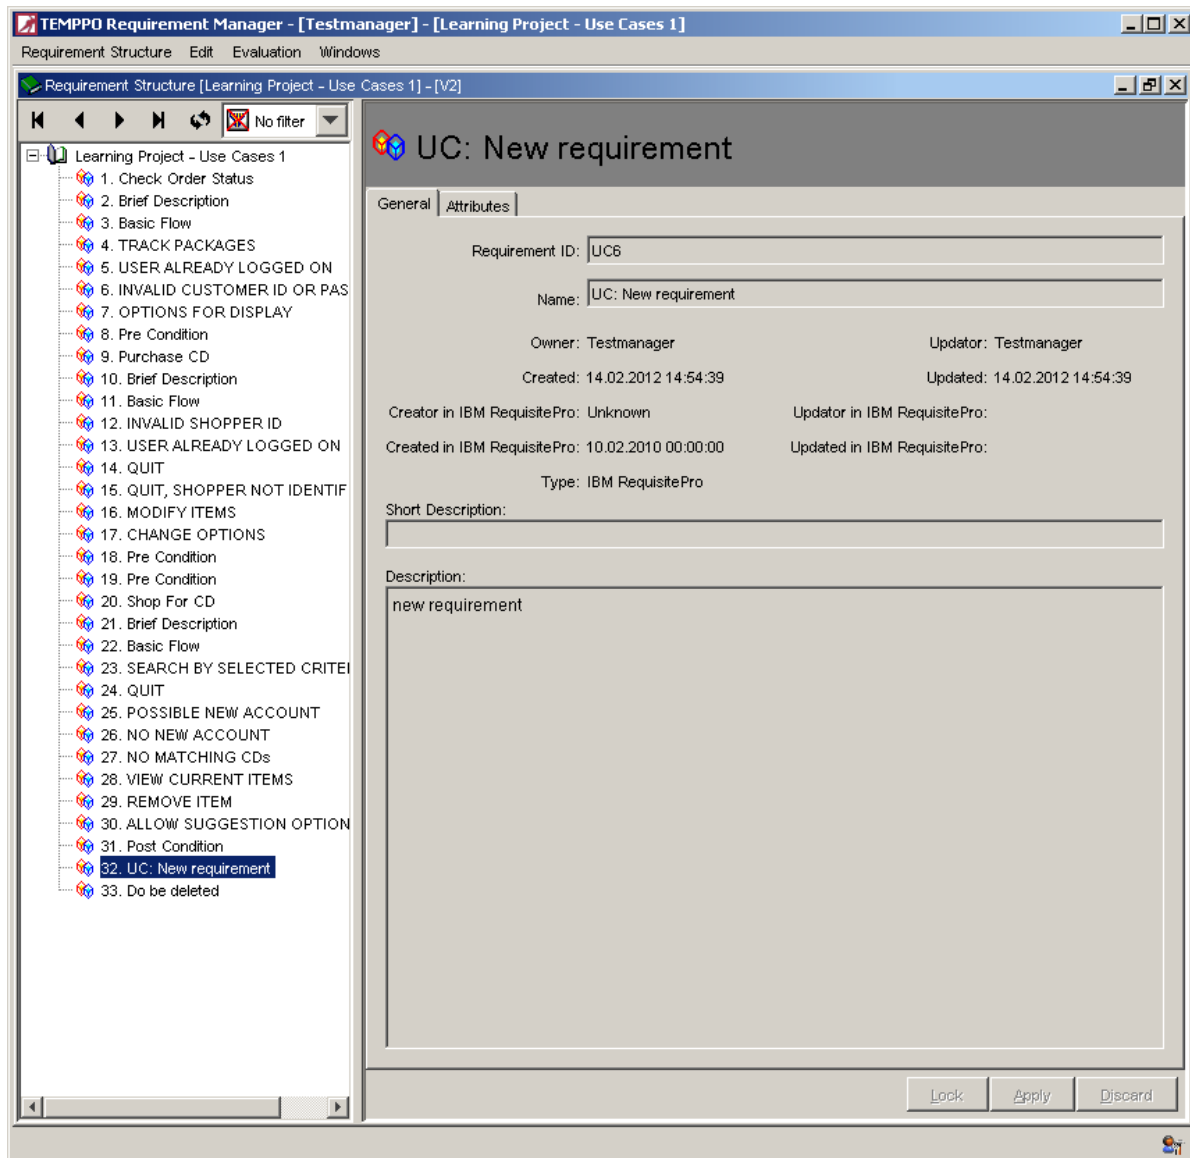 TEMPPO Requirement Manager - [Testmanager] - [Learning Project - Use Cases 1]
Requirement Structure Edit Evaluation Windows
Requirement Structure [Learning Project - Use Cases 1] - [V2]
No filter
Learning Project - Use Cases 1
1. Check Order Status
2. Brief Description
3. Basic Flow
4. TRACK PACKAGES
5. USER ALREADY LOGGED ON
6. INVALID CUSTOMER ID OR PAS
7. OPTIONS FOR DISPLAY
8. Pre Condition
9. Purchase CD
10. Brief Description
11. Basic Flow
12. INVALID SHOPPER ID
13. USER ALREADY LOGGED ON
14. QUIT
15. QUIT, SHOPPER NOT IDENTIF
16. MODIFY ITEMS
17. CHANGE OPTIONS
18. Pre Condition
19. Pre Condition
20. Shop For CD
21. Brief Description
22. Basic Flow
23. SEARCH BY SELECTED CRITEI
24. QUIT
25. POSSIBLE NEW ACCOUNT
26. NO NEW ACCOUNT
27. NO MATCHING CDs
28. VIEW CURRENT ITEMS
29. REMOVE ITEM
30. ALLOW SUGGESTION OPTION
31. Post Condition
32. UC: New requirement
33. Do be deleted
UC: New requirement
General Attributes
Requirement ID: UC6
Name: UC: New requirement
Owner: Testmanager Updator: Testmanager
Created: 14.02.2012 14:54:39 Updated: 14.02.2012 14:54:39
Creator in IBM RequisitePro: Unknown Updator in IBM RequisitePro:
Created in IBM RequisitePro: 10.02.2010 00:00:00 Updated in IBM RequisitePro:
Type: IBM RequisitePro
Short Description:
Description:
new requirement
Lock Apply Discard